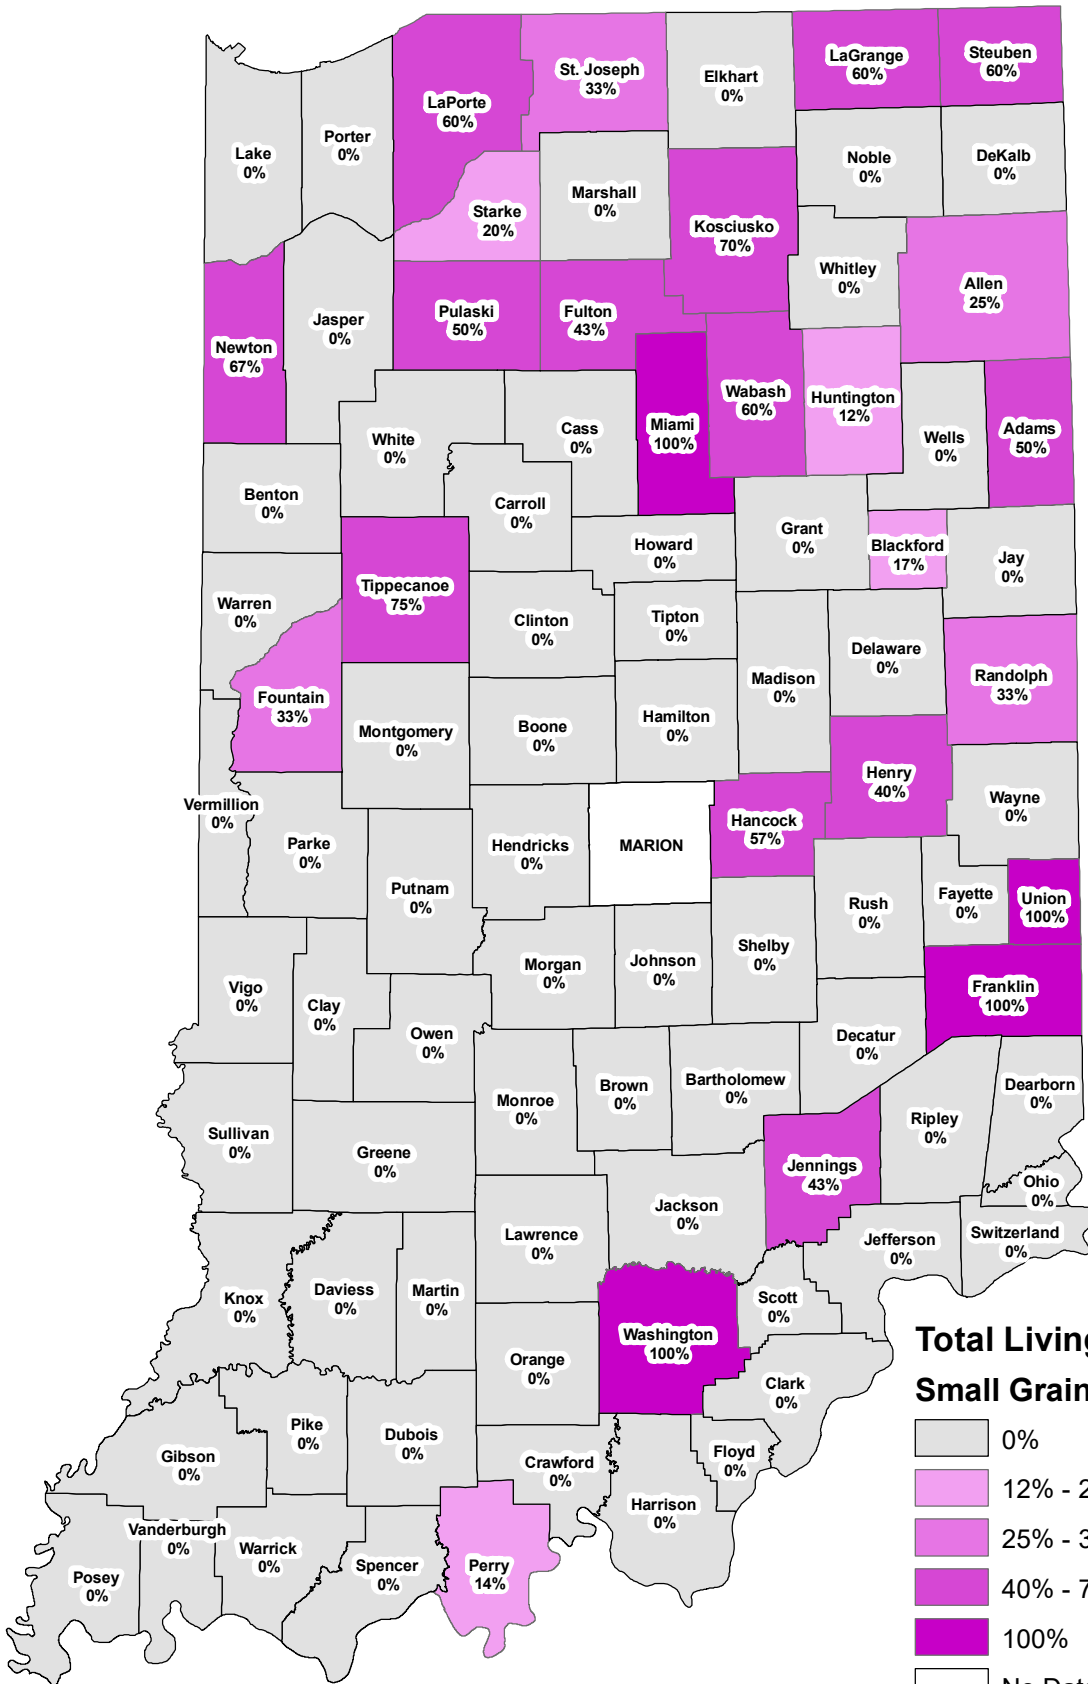 LaGrange
60%
Steuben
60%
St. Joseph
33%
Elkhart
0%
LaPorte
60%
Porter
0%
Lake
0%
Noble
0%
DeKalb
0%
Marshall
0%
Starke
20%
Kosciusko
70%
Whitley
0%
Allen
25%
Pulaski
50%
Fulton
43%
Jasper
0%
Newton
67%
Wabash
60%
Huntington
12%
Miami
100%
Cass
0%
White
0%
Wells
0%
Adams
50%
Benton
0%
Carroll
0%
Grant
0%
Howard
0%
Blackford
17%
Jay
0%
Tippecanoe
75%
Warren
0%
Clinton
0%
Tipton
0%
Delaware
0%
Madison
0%
Randolph
33%
Fountain
33%
Montgomery
0%
Boone
0%
Hamilton
0%
Henry
40%
Wayne
0%
Vermillion
0%
Hancock
57%
Parke
0%
Hendricks
0%
MARION
Putnam
0%
Rush
0%
Fayette
0%
Union
100%
Shelby
0%
Morgan
0%
Johnson
0%
Vigo
0%
Clay
0%
Franklin
100%
Owen
0%
Decatur
0%
Bartholomew
0%
Brown
0%
Monroe
0%
Dearborn
0%
Ripley
0%
Sullivan
0%
Greene
0%
Jennings
43%
Ohio
0%
Jackson
0%
Lawrence
0%
Jefferson
0%
Switzerland
0%
Knox
0%
Daviess
0%
Martin
0%
Scott
0%
Washington
100%
Orange
0%
Clark
0%
Pike
0%
Dubois
0%
Gibson
0%
Crawford
0%
Floyd
0%
Harrison
0%
Vanderburgh
0%
Warrick
0%
Spencer
0%
Perry
14%
Posey
0%
Total Living
Small Grain
0%
12% - 2
25% - 3
40% - 7
100%
No Dat